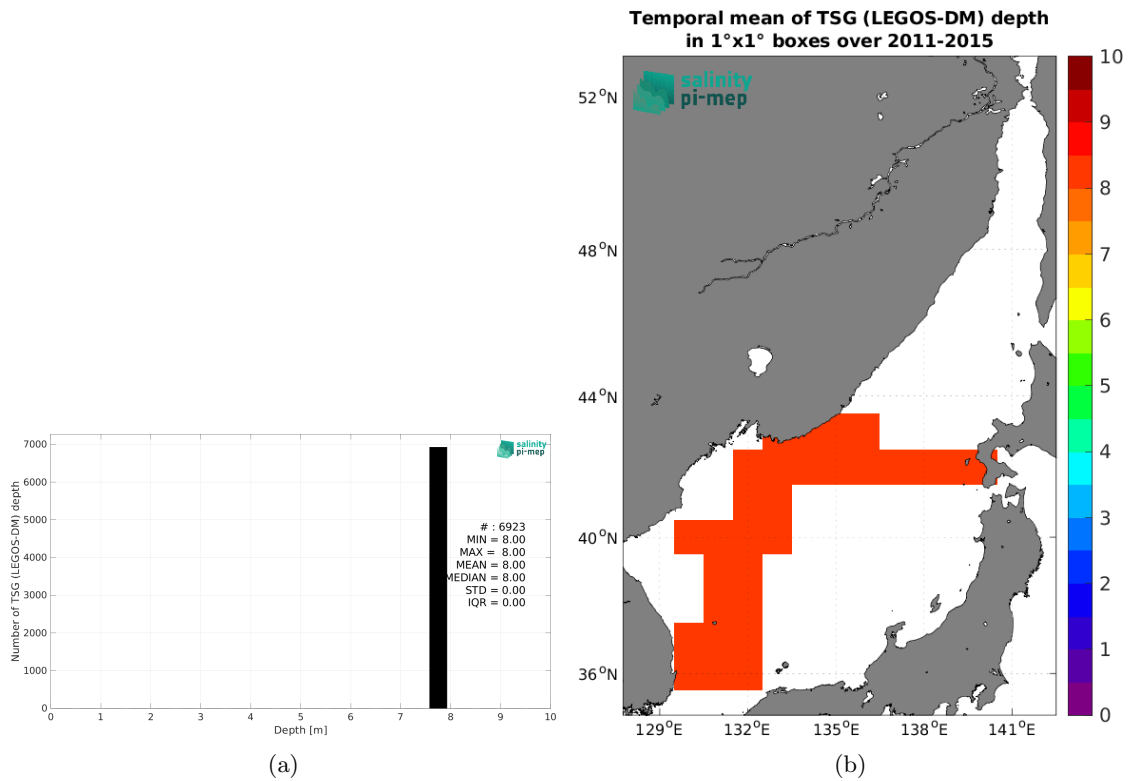 Temporal mean of TSG (LEGOS-DM) depth
in 1°x1° boxes over 2011-2015
salinity
pi-mep
52°N
48°N
44°N
40°N
36°N
129°E
132°E
135°E
138°E
141°E
10
9
8
7
6
5
4
3
2
1
0
Number of TSG (LEGOS-DM) depth
7000
6000
5000
4000
3000
2000
1000
0
salinity
pi-mep
# : 6923
MIN = 8.00
MAX = 8.00
MEAN = 8.00
MEDIAN = 8.00
STD = 0.00
IQR = 0.00
0 1 2 3 4 5 6 7 8 9 10
Depth [m]
(a)
(b)